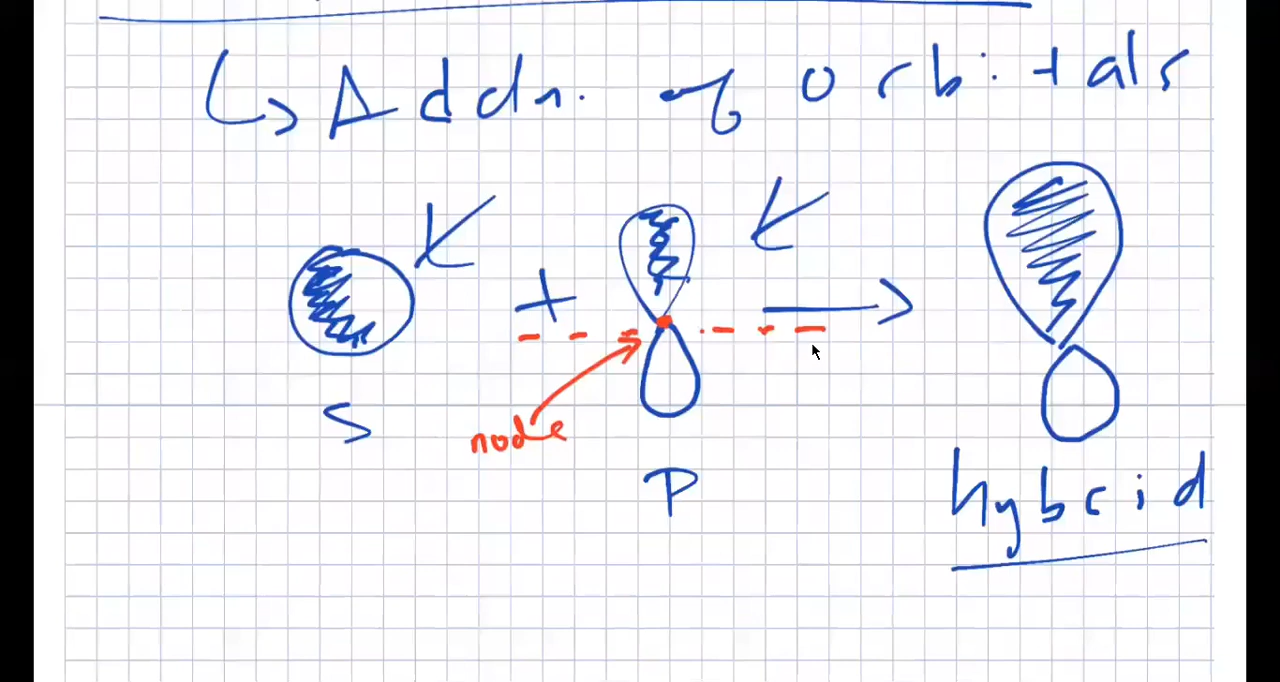 ↳ Addn. of orbitals
+ →
node
s
p
hybrid